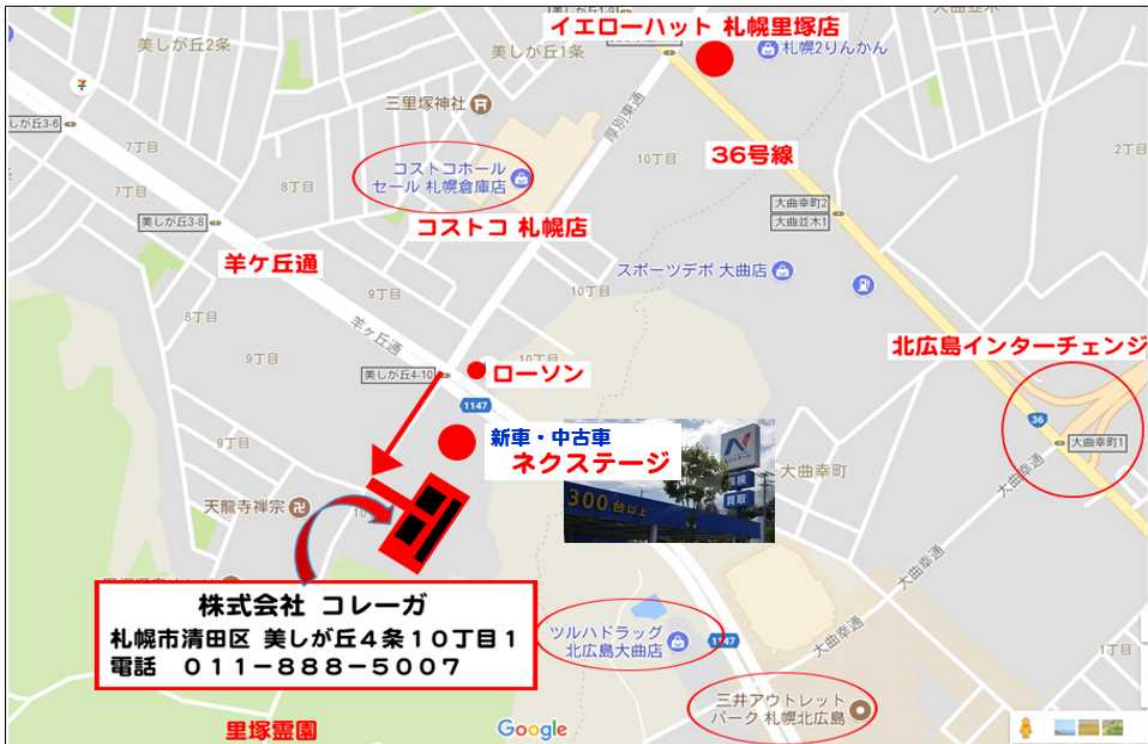 美しが丘1-9
大曲並木
イエローハット 札幌里塚店
美しが丘2条
美しが丘1条
札幌2りんかん
三里塚神社
厚別東通
しが丘3-6
7丁目
10丁目
36号線
2丁目
コストコホール
セール 札幌倉庫店
7丁目
8丁目
大曲幸町2
大曲並木1
美しが丘3-8
コストコ 札幌店
羊ケ丘通
スポーツデポ 大曲店
9丁目
10丁目
8丁目
羊ケ丘通
北広島インターチェンジ
9丁目
10丁目
美しが丘4-10
ローソン
1147
36
大曲幸町1
新車・中古車
ネクステージ
9丁目
大曲幸町
買取
300台以上
天龍寺禅宗
大曲幸通
株式会社 コレーガ
札幌市清田区 美しが丘4条10丁目1
電話 011-888-5007
ツルハドラッグ
北広島大曲店
1147
大曲幸通
1丁目
三井アウトレット
パーク 札幌北広島
里塚霊園
Google